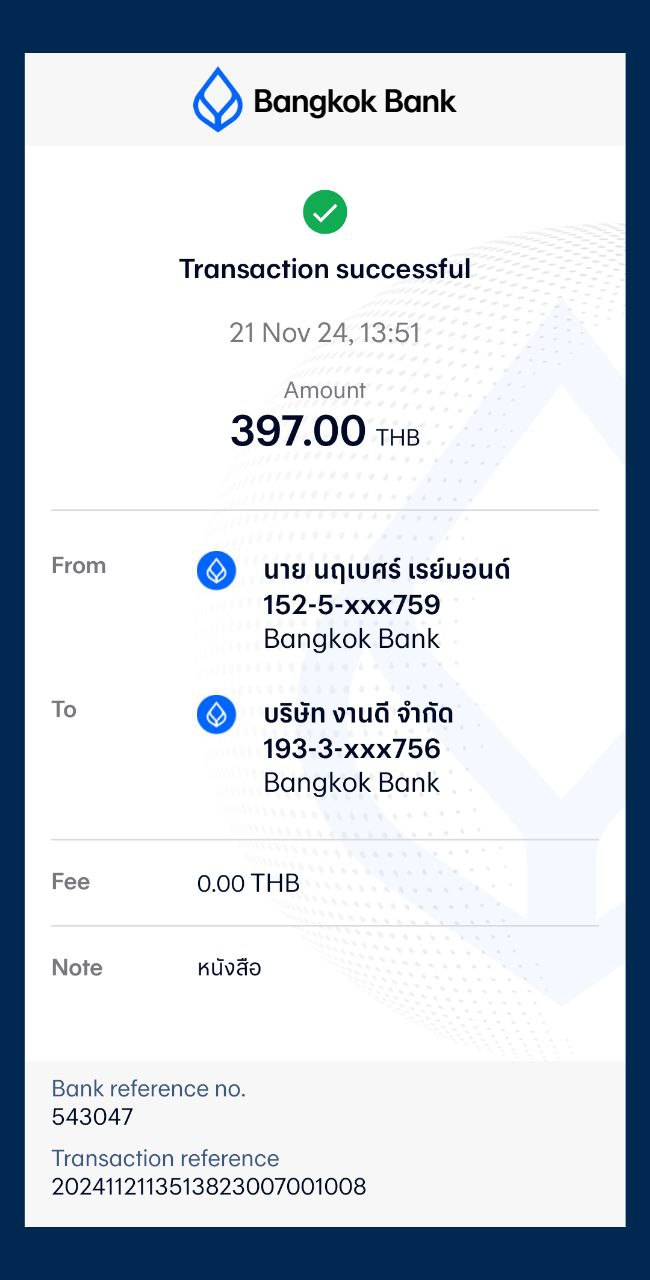 Bangkok Bank
Transaction successful
21 Nov 24, 13:51
Amount
397.00 THB
From
นาย นฤเบศร์ เรย์มอนด์
152-5-xxx759
Bangkok Bank
To
บริษัท งานดี จำกัด
193-3-xxx756
Bangkok Bank
Fee
0.00 THB
Note
หนังสือ
Bank reference no.
543047
Transaction reference
2024112113513823007001008